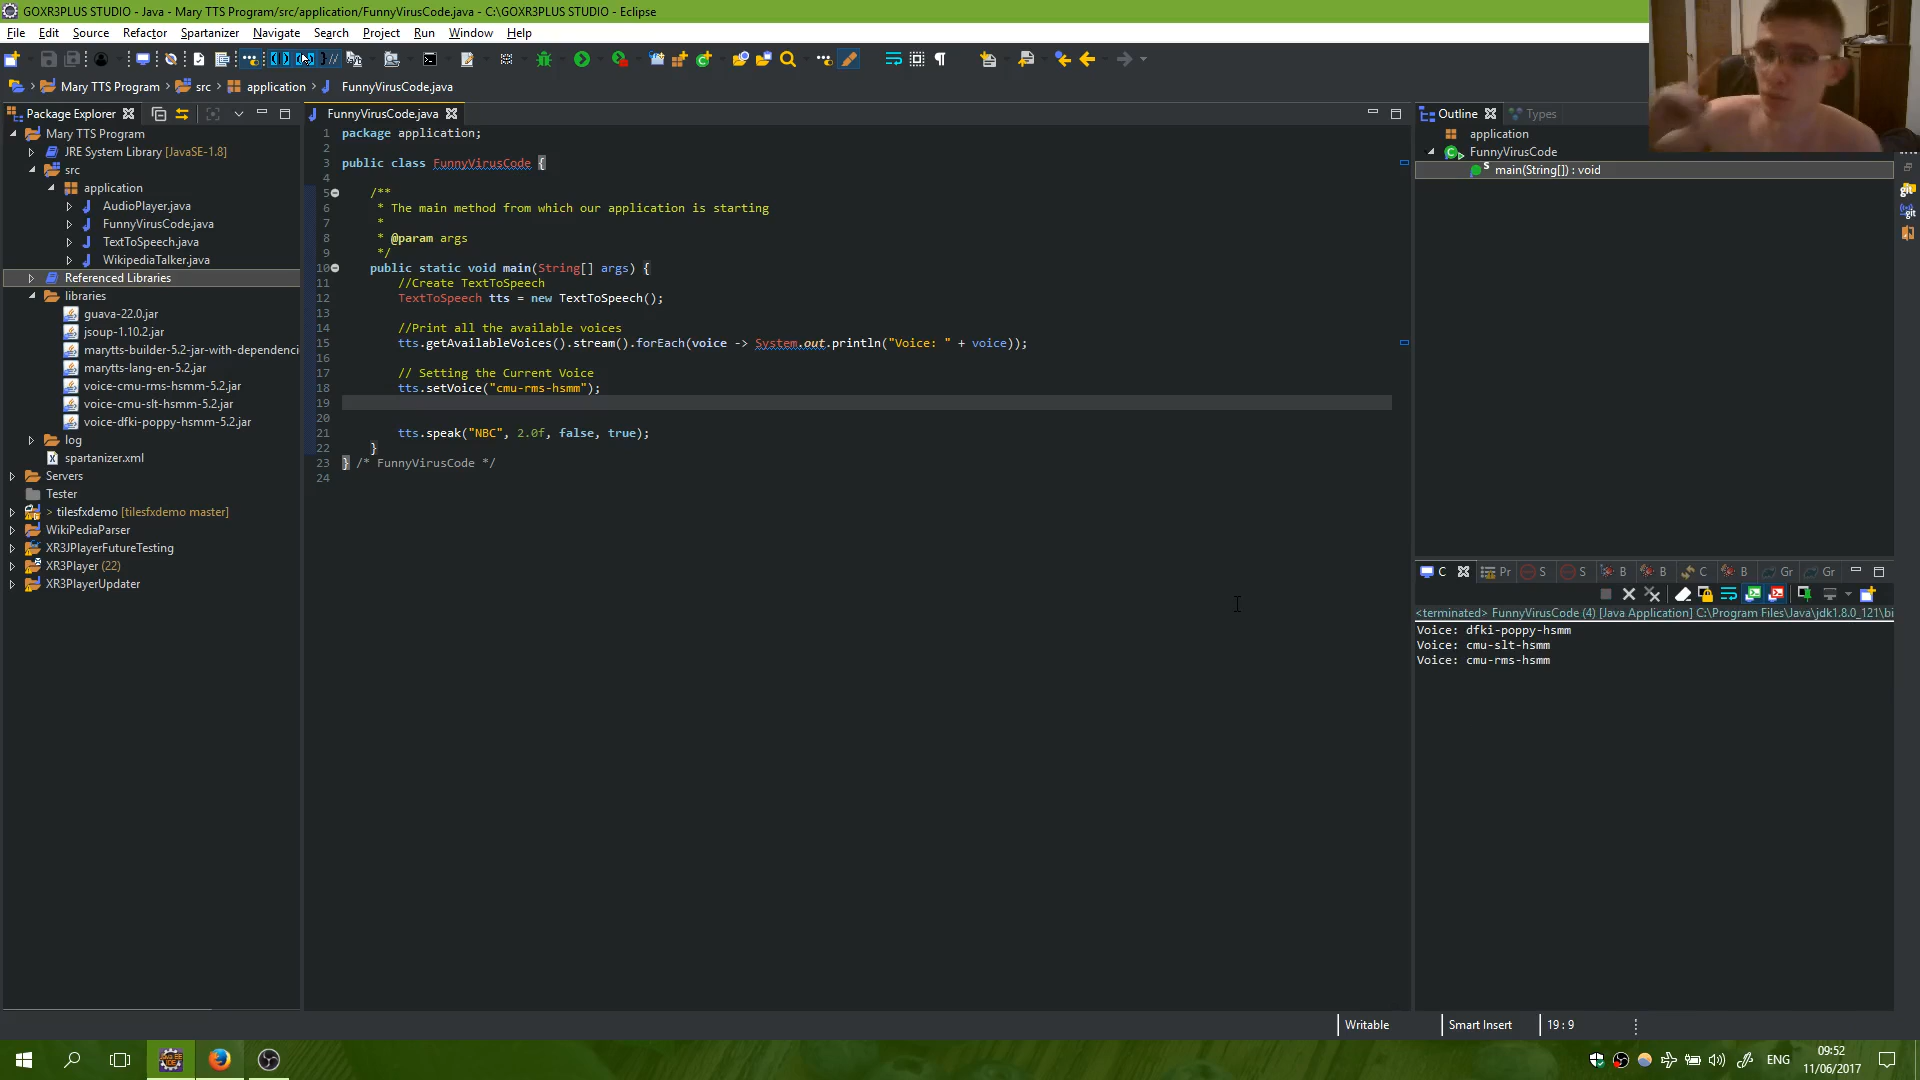 GOXR3PLUS STUDIO - Java - Mary TTS Program/src/application/FunnyVirusCode.java - C:\GOXR3PLUS STUDIO - Eclipse
File Edit Source Refactor Spartanizer Navigate Search Project Run Window Help
Mary TTS Program src application FunnyVirusCode.java
Package Explorer
Mary TTS Program
JRE System Library [JavaSE-1.8]
src
application
AudioPlayer.java
FunnyVirusCode.java
TextToSpeech.java
WikipediaTalker.java
Referenced Libraries
libraries
guava-22.0.jar
jsoup-1.10.2.jar
marytts-builder-5.2-jar-with-dependenci
marytts-lang-en-5.2.jar
voice-cmu-rms-hsmm-5.2.jar
voice-cmu-slt-hsmm-5.2.jar
voice-dfki-poppy-hsmm-5.2.jar
log
spartanizer.xml
Servers
Tester
> tilesfxdemo [tilesfxdemo master]
WikiPediaParser
XR3JPlayerFutureTesting
XR3Player (22)
XR3PlayerUpdater
FunnyVirusCode.java
1 package application;
2
3 public class FunnyVirusCode {
4
5 /**
6 * The main method from which our application is starting
7 *
8 * @param args
9 */
10 public static void main(String[] args) {
11 //Create TextToSpeech
12 TextToSpeech tts = new TextToSpeech();
13
14 //Print all the available voices
15 tts.getAvailableVoices().stream().forEach(voice -> System.out.println("Voice: " + voice));
16
17 // Setting the Current Voice
18 tts.setVoice("cmu-rms-hsmm");
19
20
21 tts.speak("NBC", 2.0f, false, true);
22 }
23 } /* FunnyVirusCode */
24
Outline Types
application
FunnyVirusCode
main(String[]) : void
git
git
C Pr S S B B C B Gr Gr
<terminated> FunnyVirusCode (4) [Java Application] C:\Program Files\Java\jdk1.8.0_121\bi
Voice: dfki-poppy-hsmm
Voice: cmu-slt-hsmm
Voice: cmu-rms-hsmm
Writable Smart Insert 19 : 9
ENG 09:52
11/06/2017